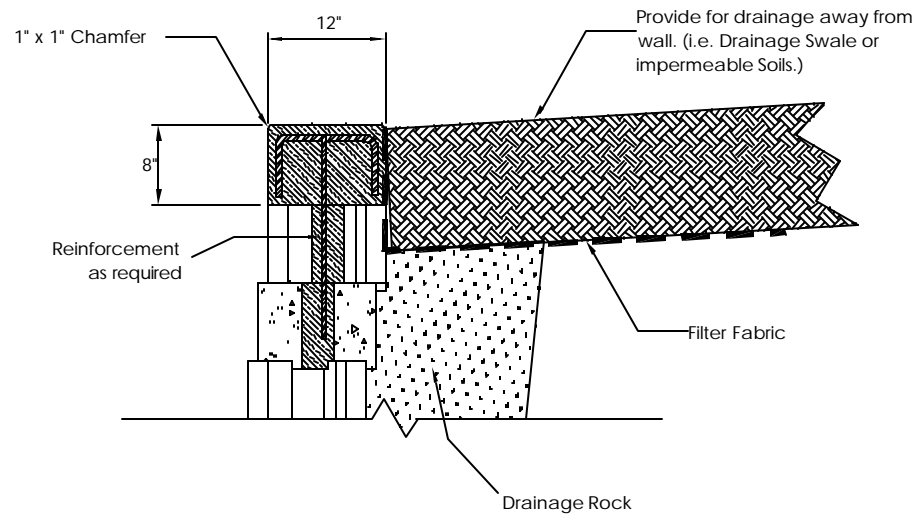 12"
Provide for drainage away from
wall. (i.e. Drainage Swale or
impermeable Soils.)
1" x 1" Chamfer
8"
Reinforcement
as required
Filter Fabric
Drainage Rock